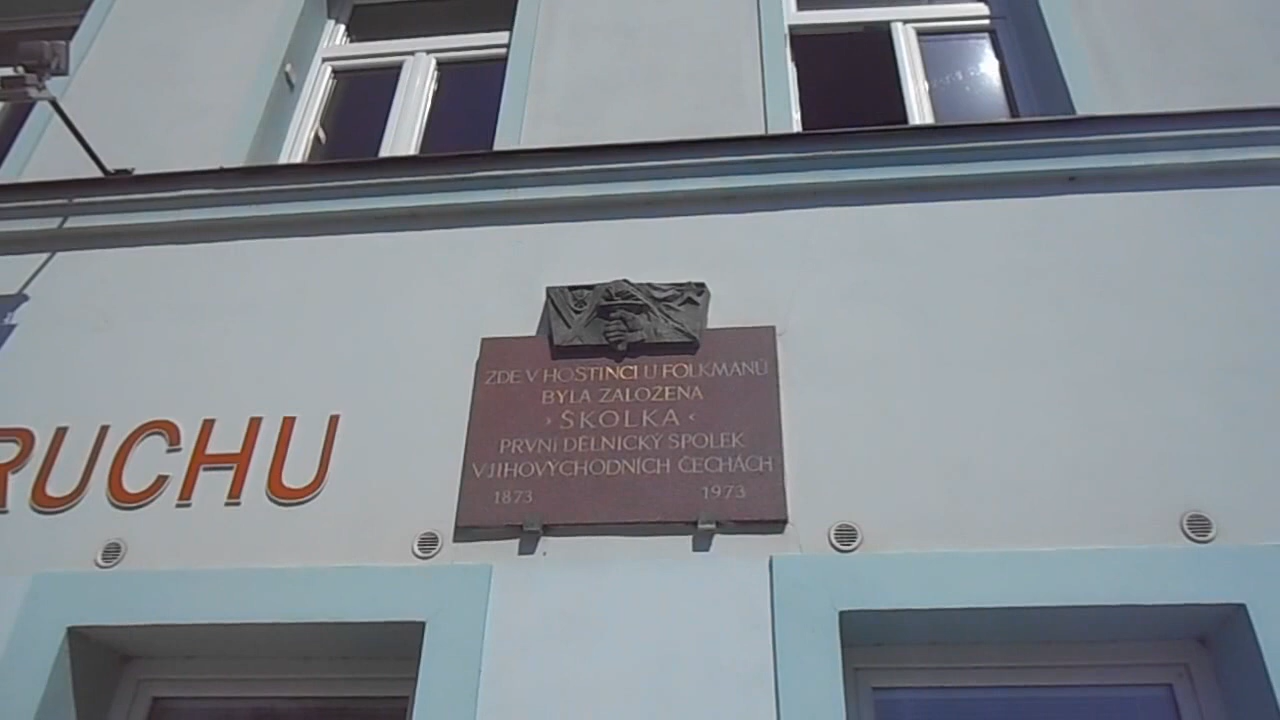 RUCHU
ZDE V HOSTINCI U FOLKMANŮ
BYLA ZALOŽENA
› ŠKOLKA ‹
PRVNÍ DĚLNICKÝ SPOLEK
V JIHOVÝCHODNÍCH ČECHÁCH
1873 1973